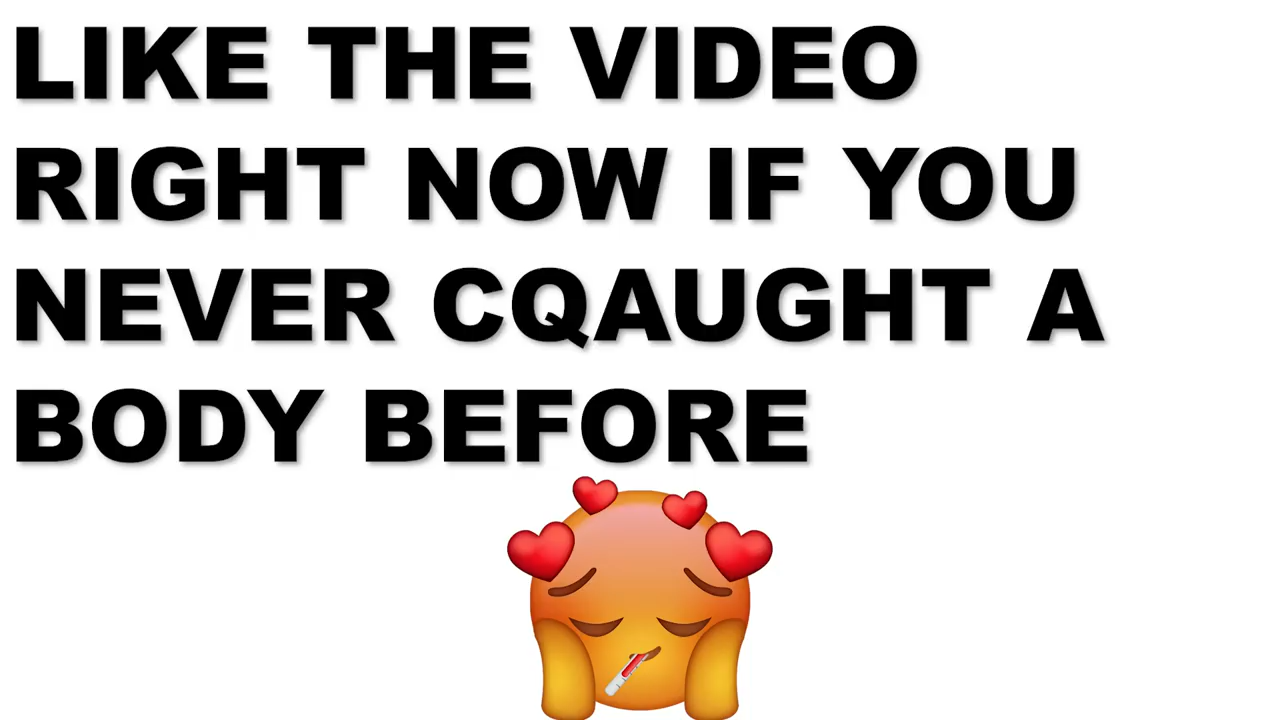 LIKE THE VIDEO
RIGHT NOW IF YOU
NEVER CQAUGHT A
BODY BEFORE